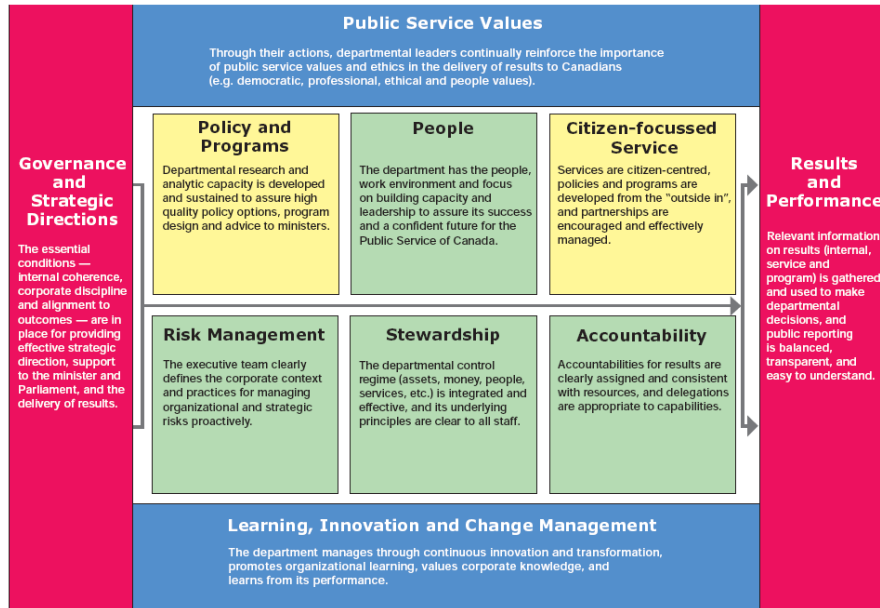 Public Service Values
Through their actions, departmental leaders continually reinforce the importance
of public service values and ethics in the delivery of results to Canadians
(e.g. democratic, professional, ethical and people values).
Governance
and
Strategic
Directions
The essential
conditions —
internal coherence,
corporate discipline
and alignment to
outcomes — are in
place for providing
effective strategic
direction, support
to the minister and
Parliament, and the
delivery of results.
Policy and
Programs
Departmental research and
analytic capacity is developed
and sustained to assure high
quality policy options, program
design and advice to ministers.
People
The department has the people,
work environment and focus
on building capacity and
leadership to assure its success
and a confident future for the
Public Service of Canada.
Citizen-focussed
Service
Services are citizen-centred,
policies and programs are
developed from the “outside in”,
and partnerships are
encouraged and effectively
managed.
Risk Management
The executive team clearly
defines the corporate context
and practices for managing
organizational and strategic
risks proactively.
Stewardship
The departmental control
regime (assets, money, people,
services, etc.) is integrated and
effective, and its underlying
principles are clear to all staff.
Accountability
Accountabilities for results are
clearly assigned and consistent
with resources, and delegations
are appropriate to capabilities.
Results
and
Performance
Relevant information
on results (internal,
service and
program) is gathered
and used to make
departmental
decisions, and
public reporting
is balanced,
transparent, and
easy to understand.
Learning, Innovation and Change Management
The department manages through continuous innovation and transformation,
promotes organizational learning, values corporate knowledge, and
learns from its performance.